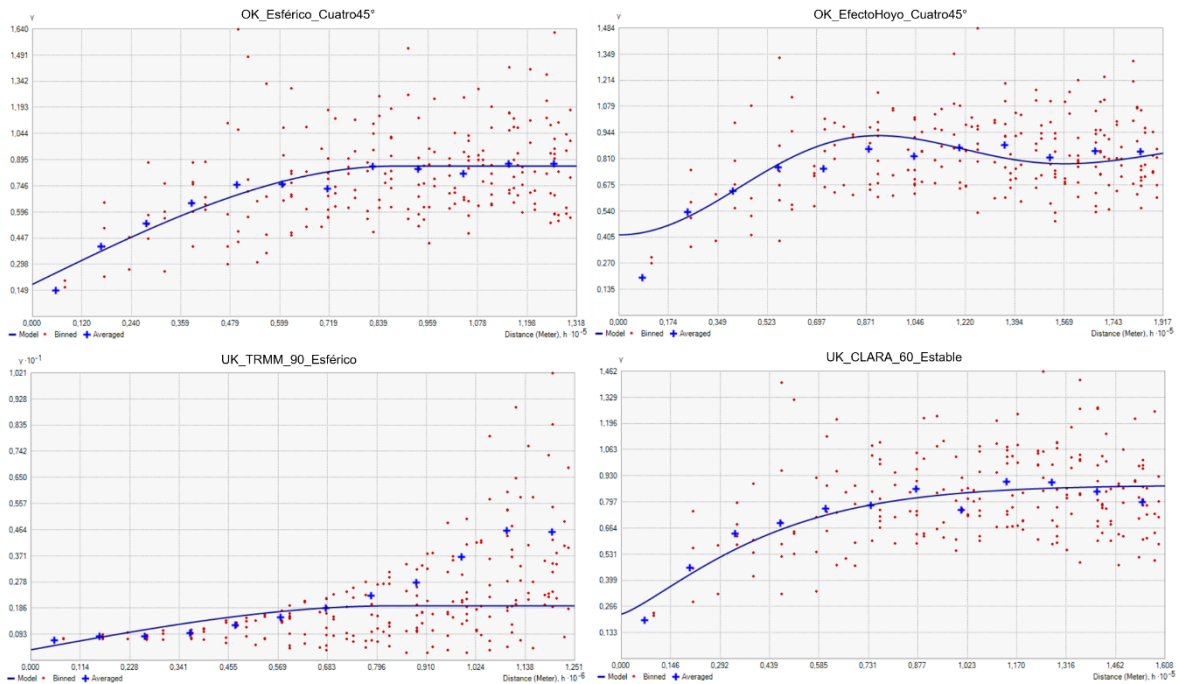 OK_Esférico_Cuatro45°
γ
1,640
1,491
1,342
1,193
1,044
0,895
0,746
0,596
0,447
0,298
0,149
0,000 0,120 0,240 0,359 0,479 0,599 0,719 0,839 0,959 1,078 1,198 1,318
Model Binned Averaged Distance (Meter), h ·10⁻⁶
OK_EfectoHoyo_Cuatro45°
γ
1,484
1,349
1,214
1,079
0,944
0,810
0,675
0,540
0,405
0,270
0,135
0,000 0,174 0,349 0,523 0,697 0,871 1,046 1,220 1,394 1,569 1,743 1,917
Model Binned Averaged Distance (Meter), h ·10⁻⁵
UK_TRMM_90_Esférico
γ ·10⁻¹
1,021
0,928
0,835
0,742
0,650
0,557
0,464
0,371
0,278
0,186
0,093
0,000 0,114 0,228 0,341 0,455 0,569 0,683 0,796 0,910 1,024 1,138 1,251
Model Binned Averaged Distance (Meter), h ·10⁻⁶
UK_CLARA_60_Estable
γ
1,462
1,329
1,196
1,063
0,930
0,797
0,664
0,531
0,399
0,266
0,133
0,000 0,146 0,292 0,439 0,585 0,731 0,877 1,023 1,170 1,316 1,462 1,608
Model Binned Averaged Distance (Meter), h ·10⁻⁵